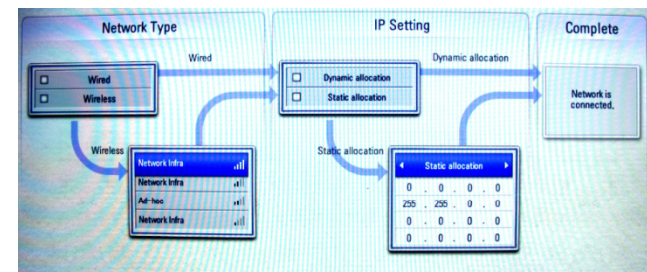 Network Type
IP Setting
Complete
Wired
Dynamic allocation
Wired
Wireless
Dynamic allocation
Static allocation
Network is
connected.
Wireless
Network Infra
Network Infra
Ad-hoc
Network Infra
Static allocation
Static allocation
0 . 0 . 0 . 0
255 . 255 . 0 . 0
0 . 0 . 0 . 0
0 . 0 . 0 . 0